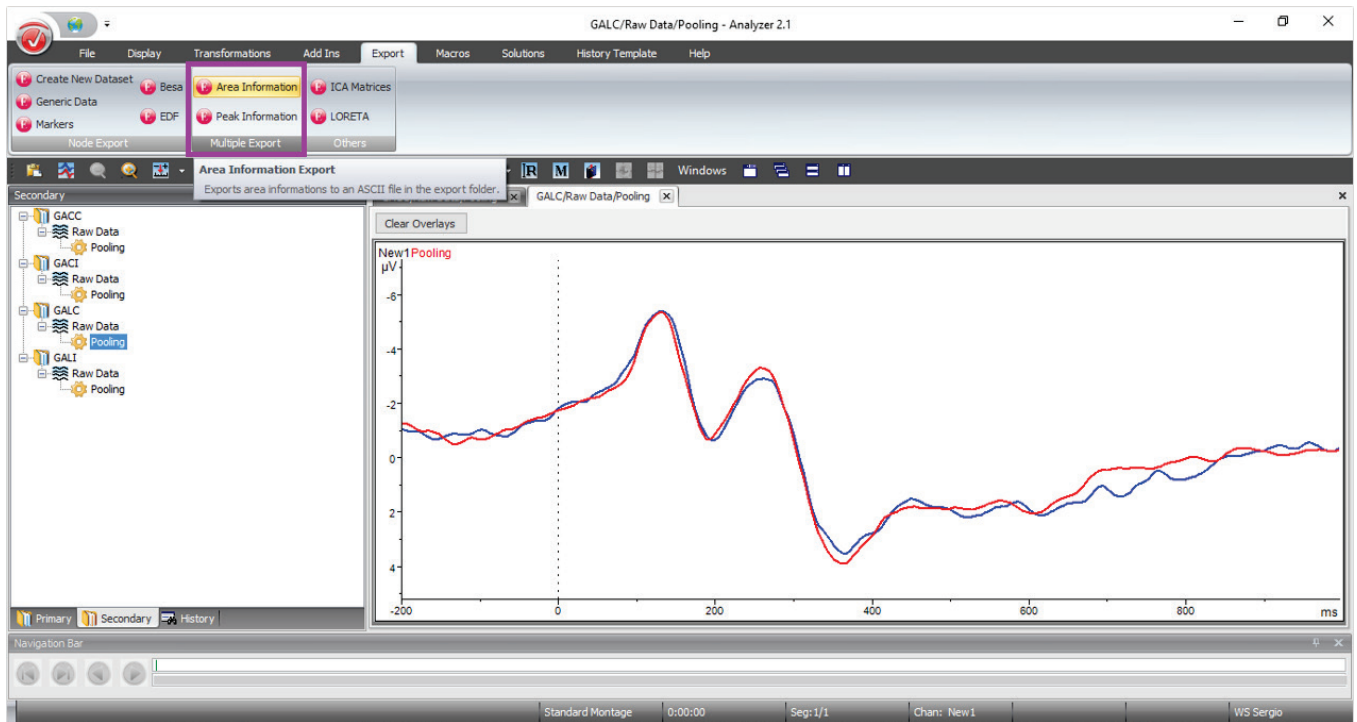 GALC/Raw Data/Pooling - Analyzer 2.1
File Display Transformations Add Ins Export Macros Solutions History Template Help
Create New Dataset Besa Area Information ICA Matrices
Generic Data
EDF Peak Information LORETA
Markers
Node Export Multiple Export Others
Area Information Export
Exports area informations to an ASCII file in the export folder.
R M Windows
Secondary
GALC/Raw Data/Pooling
GACC
Raw Data
Pooling
GACI
Raw Data
Pooling
GALC
Raw Data
Pooling
GALI
Raw Data
Pooling
Primary Secondary History
Clear Overlays
New1Pooling
µV
-6
-4
-2
0
2
4
-200 0 200 400 600 800 ms
Navigation Bar
Standard Montage 0:00:00 Seg: 1/1 Chan: New1 WS Sergio